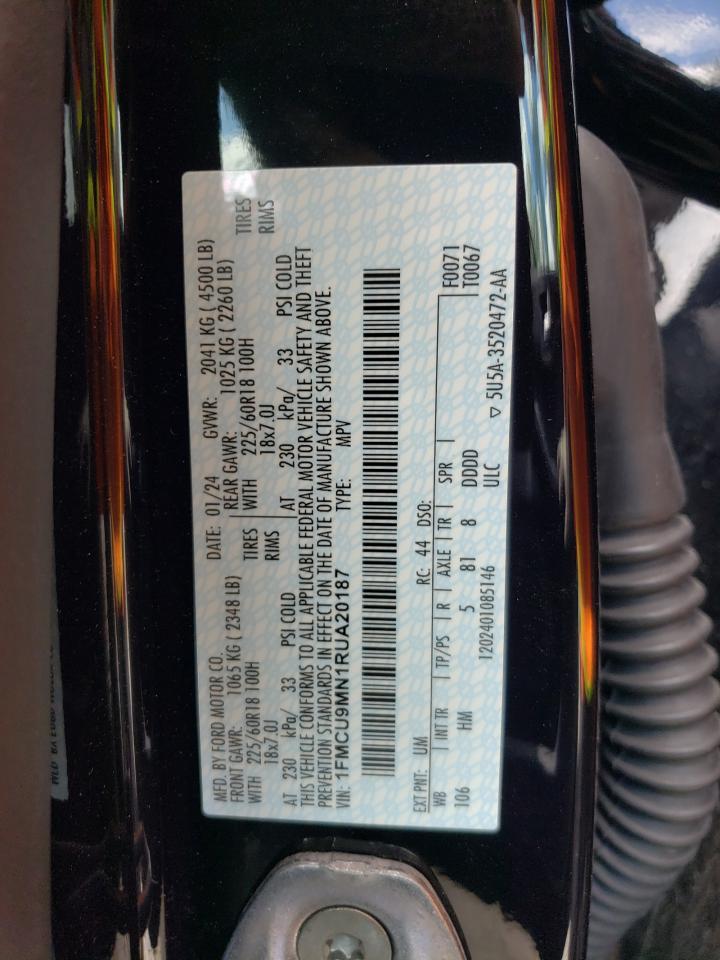 MFD. BY FORD MOTOR CO.
DATE: 01/24 GVWR: 2041 KG ( 4500 LB)
FRONT GAWR: 1065 KG ( 2348 LB) REAR GAWR: 1025 KG ( 2260 LB)
WITH 225/60R18 100H TIRES WITH 225/60R18 100H TIRES
18x7.0J RIMS 18x7.0J RIMS
AT 230 kPa/ 33 PSI COLD AT 230 kPa/ 33 PSI COLD
THIS VEHICLE CONFORMS TO ALL APPLICABLE FEDERAL MOTOR VEHICLE SAFETY AND THEFT
PREVENTION STANDARDS IN EFFECT ON THE DATE OF MANUFACTURE SHOWN ABOVE.
VIN: 1FMCU9MN1RUA20187 TYPE: MPV
EXT PNT: UM RC: 44 DSO: F0071
WB INT TR TP/PS R AXLE TR SPR T0067
106 HM 5 81 8 DDDD
1202401085146 ULC ▽ 5U5A-3520472-AA